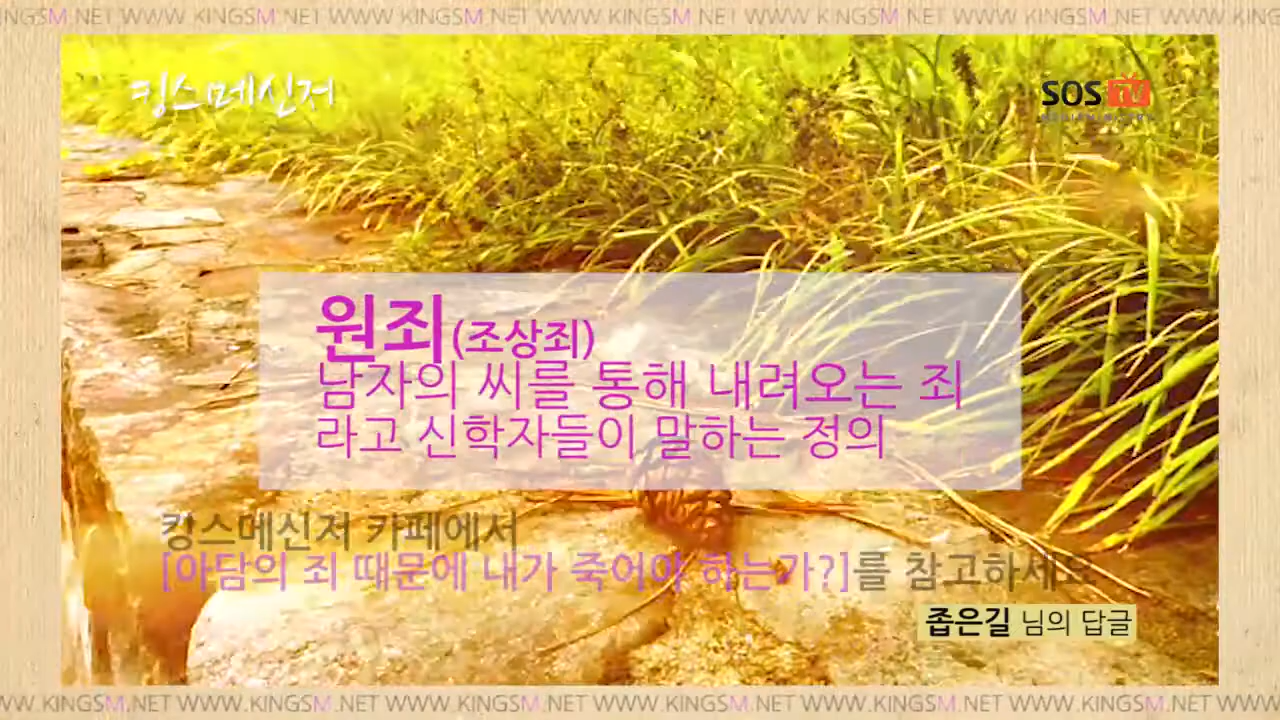 WWW.KINGSM.NET WWW.KINGSM.NET WWW.KINGSM.NET WWW.KINGSM.NET WWW.KINGSM.NET
킹스메신저
SOS TV
원죄(조상죄)
남자의 씨를 통해 내려오는 죄
라고 신학자들이 말하는 정의
킹스메신저 카페에서
[아담의 죄 때문에 내가 죽어야 하는가?]를 참고하세요
좁은길 님의 답글
WWW.KINGSM.NET WWW.KINGSM.NET WWW.KINGSM.NET WWW.KINGSM.NET WWW.KINGSM.NET